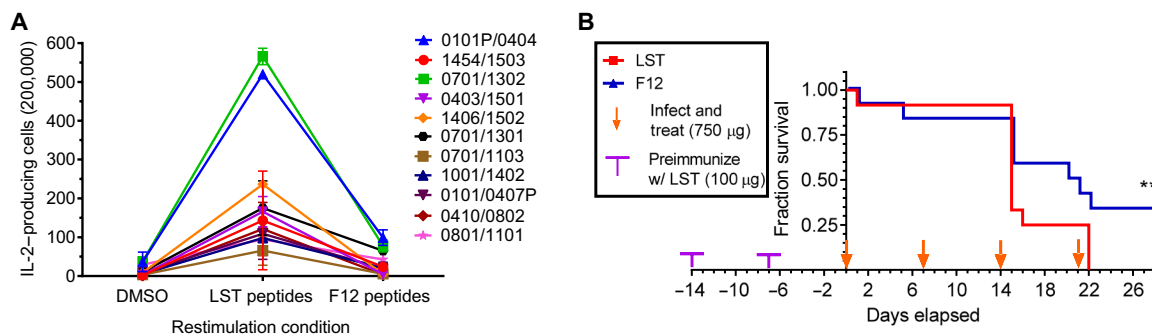 A
IL-2–producing cells (200,000)
600
500
400
300
200
100
0
DMSO
LST peptides
F12 peptides
Restimulation condition
0101P/0404
1454/1503
0701/1302
0403/1501
1406/1502
0701/1301
0701/1103
1001/1402
0101/0407P
0410/0802
0801/1101
B
LST
F12
Infect and
treat (750 µg)
Preimmunize
w/ LST (100 µg)
Fraction survival
1.00
0.75
0.50
0.25
**
–14 –10 –6 –2 2 6 10 14 18 22 26
Days elapsed